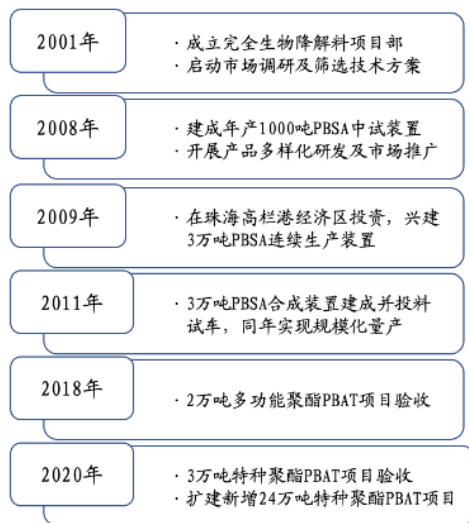 2001年
· 成立完全生物降解料项目部
· 启动市场调研及筛选技术方案
2008年
· 建成年产1000吨PBSA中试装置
· 开展产品多样化研发及市场推广
2009年
· 在珠海高栏港经济区投资，兴建
3万吨PBSA连续生产装置
2011年
· 3万吨PBSA合成装置建成并投料
试车，同年实现规模化量产
2018年
· 2万吨多功能聚酯PBAT项目验收
2020年
· 3万吨特种聚酯PBAT项目验收
· 扩建新增24万吨特种聚酯PBAT项目